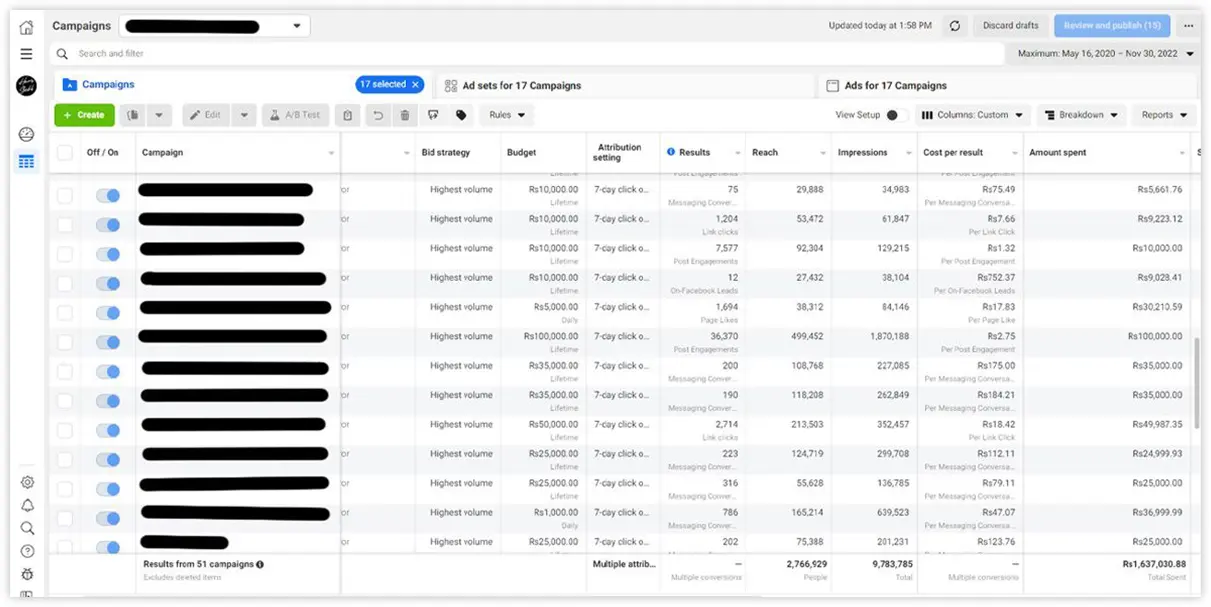 Campaigns
Updated today at 1:58 PM
Discard drafts
Review and publish (15)
Search and filter
Maximum: May 16, 2020 – Nov 30, 2022
Campaigns
17 selected
Ad sets for 17 Campaigns
Ads for 17 Campaigns
+ Create
Edit
A/B Test
Rules
View Setup
Columns: Custom
Breakdown
Reports
Off / On Campaign Bid strategy Budget Attribution setting Results Reach Impressions Cost per result Amount spent
Lifetime Post Engagements Per Post Engagement
or Highest volume Rs10,000.00 7-day click o... 75 29,888 34,983 Rs75.49 Rs5,661.76
Lifetime Messaging Conver... Per Messaging Conversa...
or Highest volume Rs10,000.00 7-day click o... 1,204 53,472 61,847 Rs7.66 Rs9,223.12
Lifetime Link clicks Per Link Click
or Highest volume Rs10,000.00 7-day click o... 7,577 92,304 129,215 Rs1.32 Rs10,000.00
Lifetime Post Engagements Per Post Engagement
or Highest volume Rs10,000.00 7-day click o... 12 27,432 38,104 Rs752.37 Rs9,028.41
Lifetime On-Facebook Leads Per On-Facebook Leads
or Highest volume Rs5,000.00 7-day click o... 1,694 38,312 84,146 Rs17.83 Rs30,210.59
Daily Page Likes Per Page Like
or Highest volume Rs100,000.00 7-day click o... 36,370 499,452 1,870,188 Rs2.75 Rs100,000.00
Lifetime Post Engagements Per Post Engagement
or Highest volume Rs35,000.00 7-day click o... 200 108,768 227,085 Rs175.00 Rs35,000.00
Lifetime Messaging Conver... Per Messaging Conversa...
or Highest volume Rs35,000.00 7-day click o... 190 118,208 262,849 Rs184.21 Rs35,000.00
Lifetime Messaging Conver... Per Messaging Conversa...
or Highest volume Rs50,000.00 7-day click o... 2,714 213,503 352,457 Rs18.42 Rs49,987.35
Lifetime Link clicks Per Link Click
or Highest volume Rs25,000.00 7-day click o... 223 124,719 299,708 Rs112.11 Rs24,999.93
Lifetime Messaging Conver... Per Messaging Conversa...
or Highest volume Rs25,000.00 7-day click o... 316 55,628 136,785 Rs79.11 Rs25,000.00
Lifetime Messaging Conver... Per Messaging Conversa...
or Highest volume Rs1,000.00 7-day click o... 786 165,214 639,523 Rs47.07 Rs36,999.99
Daily Messaging Conver... Per Messaging Conversa...
or Highest volume Rs25,000.00 7-day click o... 202 75,388 201,231 Rs123.76 Rs25,000.00
Results from 51 campaigns Multiple attrib... — 2,766,929 9,783,785 — Rs1,637,030.88
Excludes deleted items Multiple conversions People Total Multiple conversions Total Spent